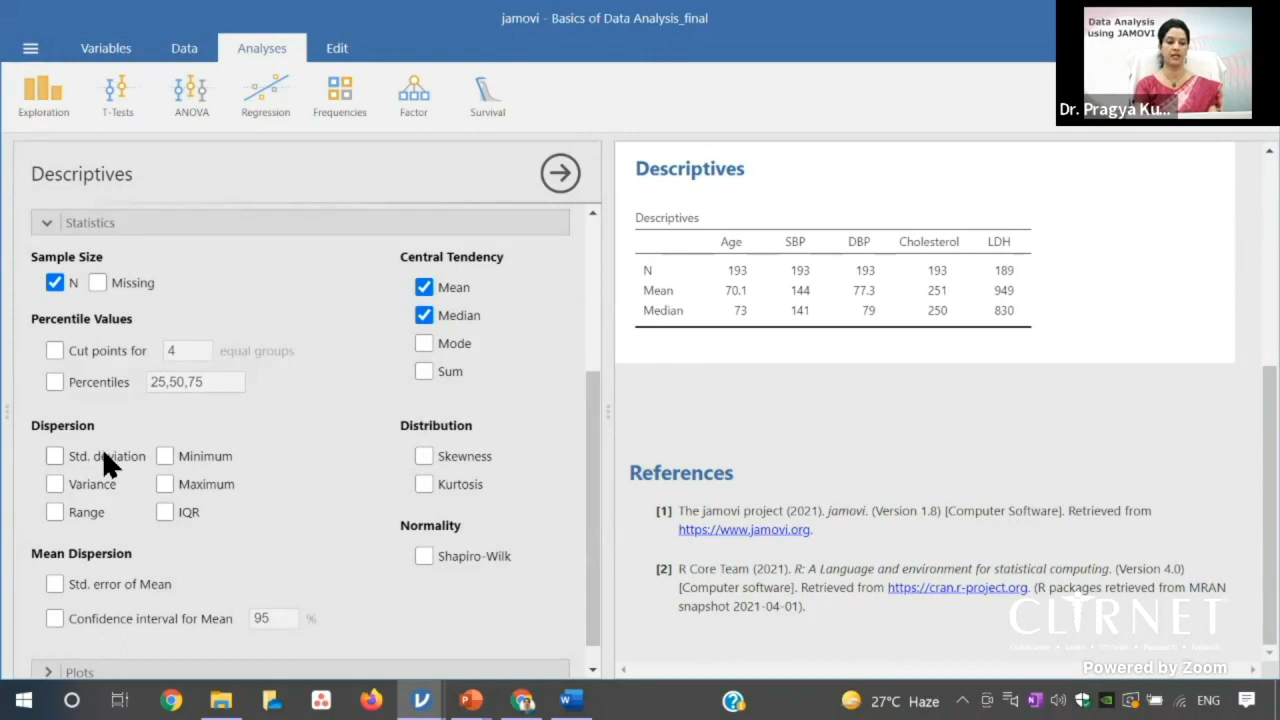 jamovi - Basics of Data Analysis_final
Data Analysis
using JAMOVI
Dr. Pragya Ku...
Variables Data Analyses Edit
Exploration T-Tests ANOVA Regression Frequencies Factor Survival
Descriptives
Statistics
Sample Size
N Missing
Percentile Values
Cut points for 4 equal groups
Percentiles 25,50,75
Dispersion
Std. deviation Minimum
Variance Maximum
Range IQR
Mean Dispersion
Std. error of Mean
Confidence interval for Mean 95 %
Central Tendency
Mean
Median
Mode
Sum
Distribution
Skewness
Kurtosis
Normality
Shapiro-Wilk
Plots
Descriptives
Descriptives
Age SBP DBP Cholesterol LDH
N 193 193 193 193 189
Mean 70.1 144 77.3 251 949
Median 73 141 79 250 830
References
[1] The jamovi project (2021). jamovi. (Version 1.8) [Computer Software]. Retrieved from
https://www.jamovi.org.
[2] R Core Team (2021). R: A Language and environment for statistical computing. (Version 4.0)
[Computer software]. Retrieved from https://cran.r-project.org. (R packages retrieved from MRAN
snapshot 2021-04-01).
CLIRNET
Powered by Zoom
27°C Haze ENG